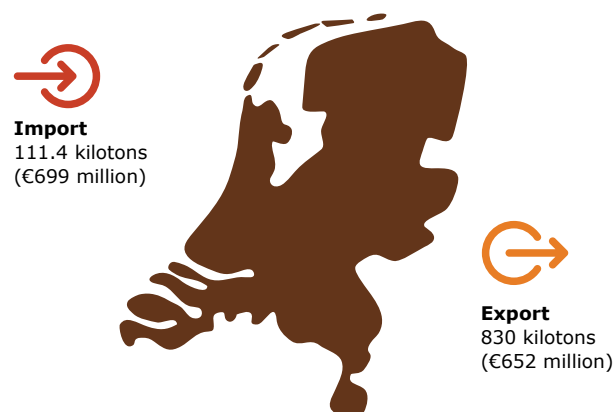 Import
111.4 kilotons
(€699 million)
Export
830 kilotons
(€652 million)